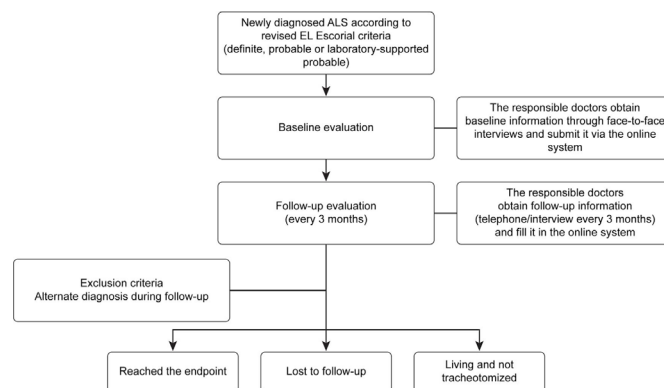 Newly diagnosed ALS according to
revised EL Escorial criteria
(definite, probable or laboratory-supported
probable)
Baseline evaluation
The responsible doctors obtain
baseline information through face-to-face
interviews and submit it via the online
system
Follow-up evaluation
(every 3 months)
The responsible doctors
obtain follow-up information
(telephone/interview every 3 months)
and fill it in the online system
Exclusion criteria
Alternate diagnosis during follow-up
Reached the endpoint
Lost to follow-up
Living and not
tracheotomized